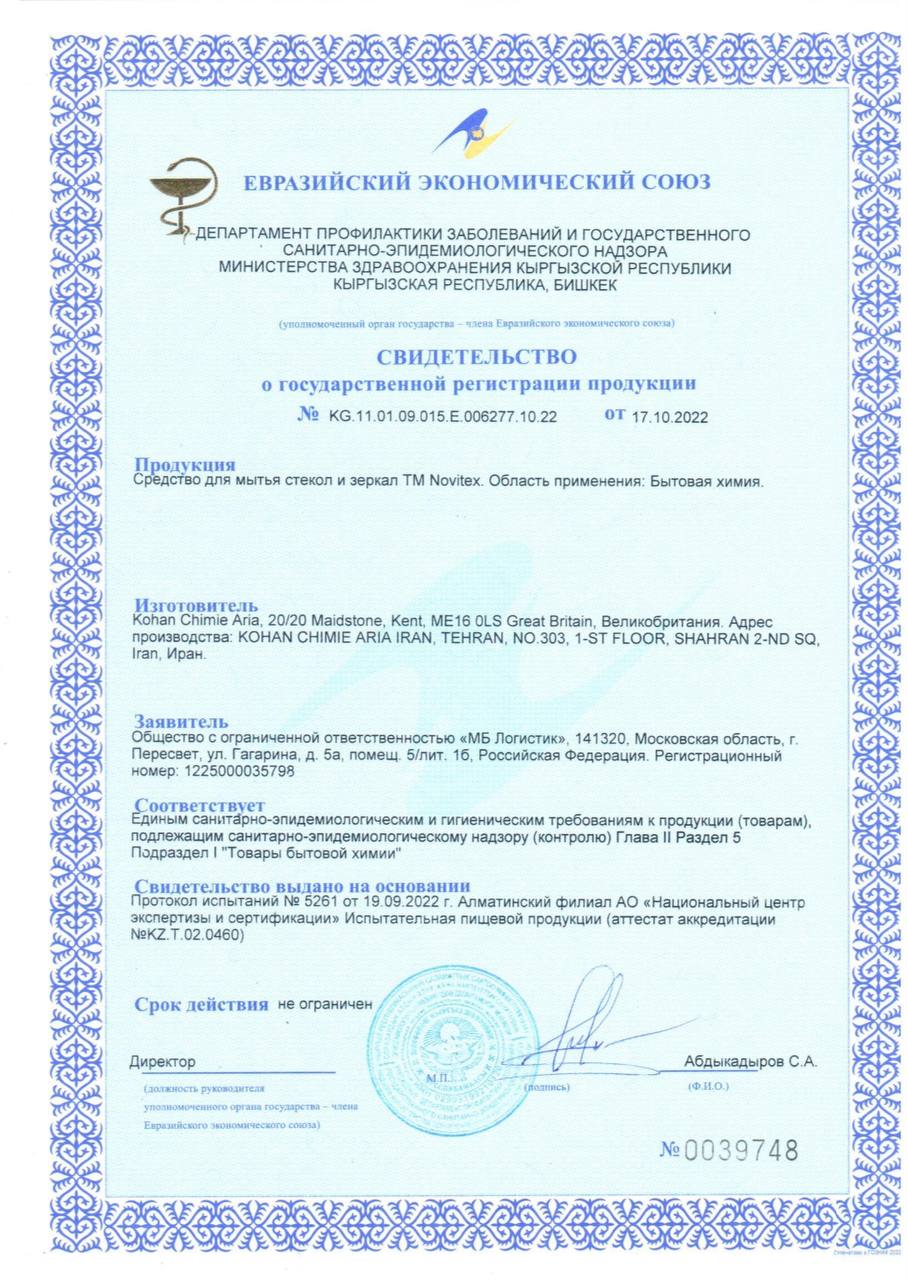 ЕВРАЗИЙСКИЙ ЭКОНОМИЧЕСКИЙ СОЮЗ
ДЕПАРТАМЕНТ ПРОФИЛАКТИКИ ЗАБОЛЕВАНИЙ И ГОСУДАРСТВЕННОГО
САНИТАРНО-ЭПИДЕМИОЛОГИЧЕСКОГО НАДЗОРА
МИНИСТЕРСТВА ЗДРАВООХРАНЕНИЯ КЫРГЫЗСКОЙ РЕСПУБЛИКИ
КЫРГЫЗСКАЯ РЕСПУБЛИКА, БИШКЕК
(уполномоченный орган государства – члена Евразийского экономического союза)
СВИДЕТЕЛЬСТВО
о государственной регистрации продукции
№ KG.11.01.09.015.E.006277.10.22 от 17.10.2022
Продукция
Средство для мытья стекол и зеркал ТМ Novitex. Область применения: Бытовая химия.
Изготовитель
Kohan Chimie Aria, 20/20 Maidstone, Kent, ME16 0LS Great Britain, Великобритания. Адрес
производства: KOHAN CHIMIE ARIA IRAN, TEHRAN, NO.303, 1-ST FLOOR, SHAHRAN 2-ND SQ,
Iran, Иран.
Заявитель
Общество с ограниченной ответственностью «МБ Логистик», 141320, Московская область, г.
Пересвет, ул. Гагарина, д. 5а, помещ. 5/лит. 1б, Российская Федерация. Регистрационный
номер: 1225000035798
Соответствует
Единым санитарно-эпидемиологическим и гигиеническим требованиям к продукции (товарам),
подлежащим санитарно-эпидемиологическому надзору (контролю) Глава II Раздел 5
Подраздел I "Товары бытовой химии"
Свидетельство выдано на основании
Протокол испытаний № 5261 от 19.09.2022 г. Алматинский филиал АО «Национальный центр
экспертизы и сертификации» Испытательная пищевой продукции (аттестат аккредитации
№KZ.T.02.0460)
Срок действия не ограничен
Директор Абдыкадыров С.А.
(должность руководителя
уполномоченного органа государства – члена
Евразийского экономического союза)
М.П.
(подпись)
(Ф.И.О.)
№ 0039748